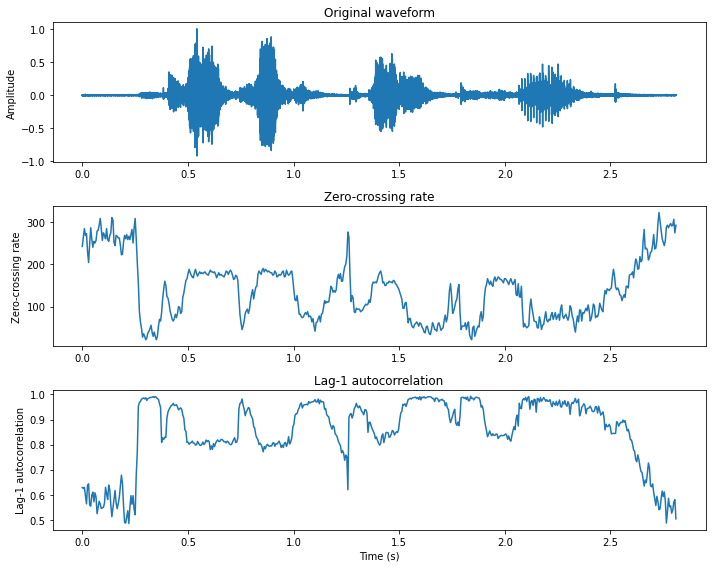 Original waveform
Amplitude
1.0
0.5
0.0
−0.5
−1.0
0.0 0.5 1.0 1.5 2.0 2.5
Zero-crossing rate
Zero-crossing rate
300
200
100
0.0 0.5 1.0 1.5 2.0 2.5
Lag-1 autocorrelation
Lag-1 autocorrelation
1.0
0.9
0.8
0.7
0.6
0.5
0.0 0.5 1.0 1.5 2.0 2.5
Time (s)